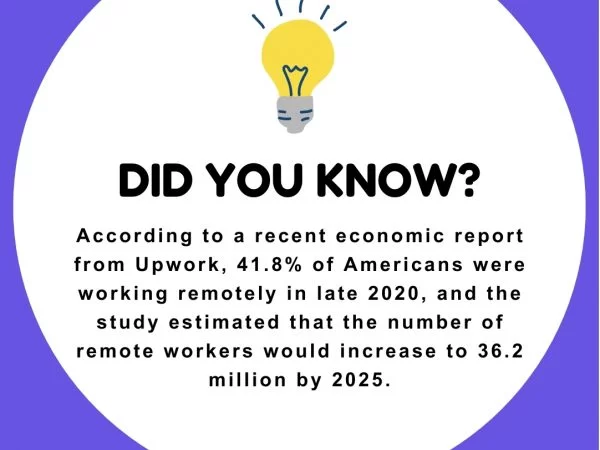 DID YOU KNOW?
According to a recent economic report
from Upwork, 41.8% of Americans were
working remotely in late 2020, and the
study estimated that the number of
remote workers would increase to 36.2
million by 2025.